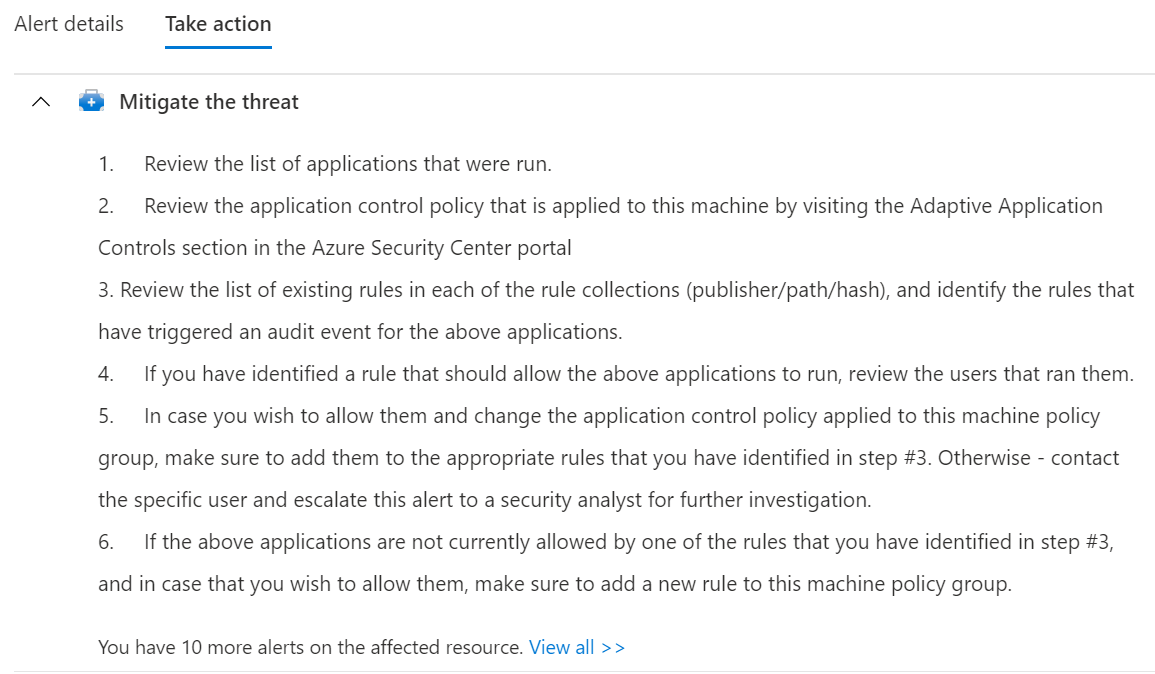 Alert details Take action
Mitigate the threat
1. Review the list of applications that were run.
2. Review the application control policy that is applied to this machine by visiting the Adaptive Application
Controls section in the Azure Security Center portal
3. Review the list of existing rules in each of the rule collections (publisher/path/hash), and identify the rules that
have triggered an audit event for the above applications.
4. If you have identified a rule that should allow the above applications to run, review the users that ran them.
5. In case you wish to allow them and change the application control policy applied to this machine policy
group, make sure to add them to the appropriate rules that you have identified in step #3. Otherwise - contact
the specific user and escalate this alert to a security analyst for further investigation.
6. If the above applications are not currently allowed by one of the rules that you have identified in step #3,
and in case that you wish to allow them, make sure to add a new rule to this machine policy group.
You have 10 more alerts on the affected resource. View all >>